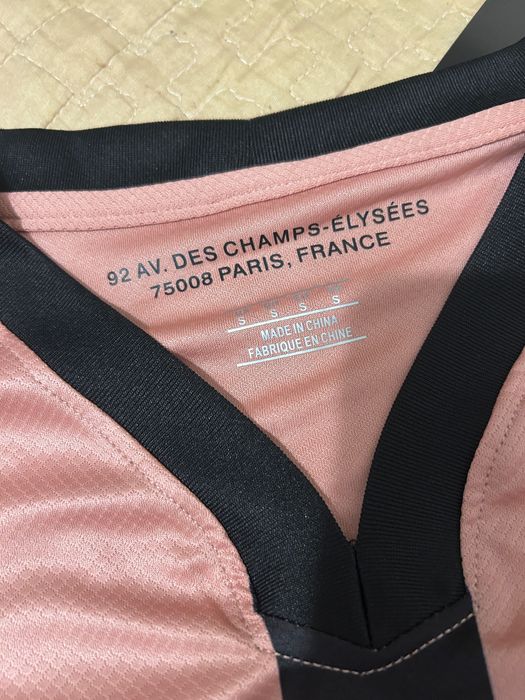 92 AV. DES CHAMPS-ÉLYSÉES
75008 PARIS, FRANCE
S S S S
MADE IN CHINA
FABRIQUE EN CHINE